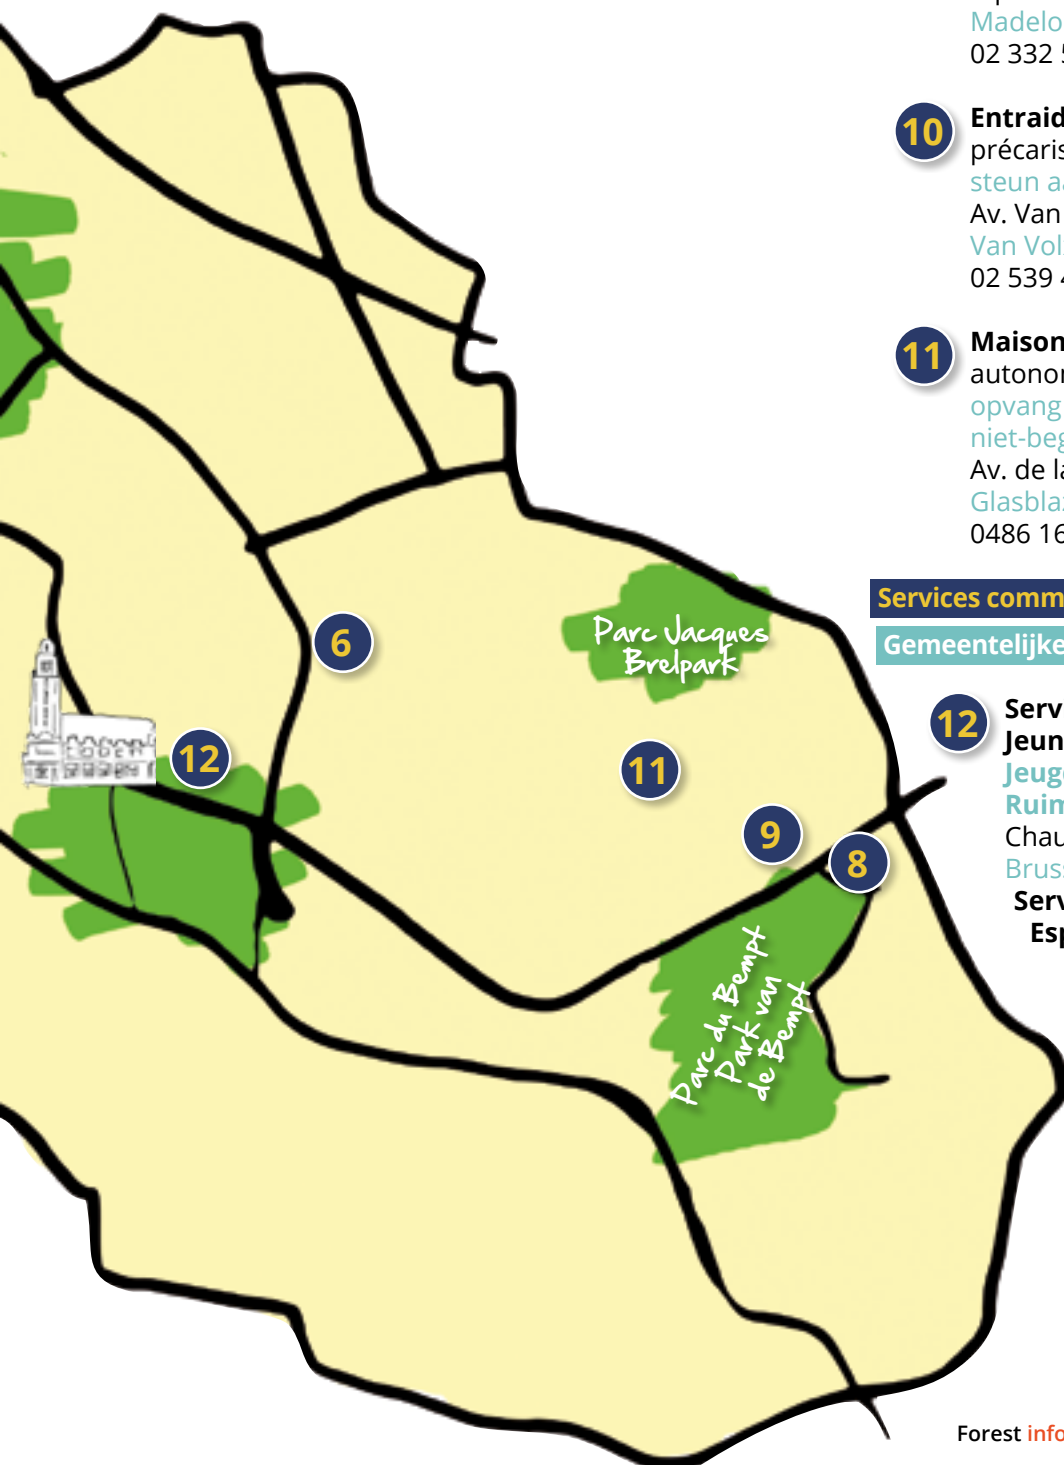 Madelo
02 332 5
10
Entraid
précaris
steun a
Av. Van
Van Vol
02 539 4
11
Maison
autonor
opvang
niet-beg
Av. de la
Glasbla
0486 16
Services comm
Gemeentelijke
12
Serv
Jeun
Jeug
Ruim
Chau
Brus
Serv
Esp
6
Parc Jacques
Brelpark
12
11
9
8
Parc du Bempt
Park van
de Bempt
Forest info